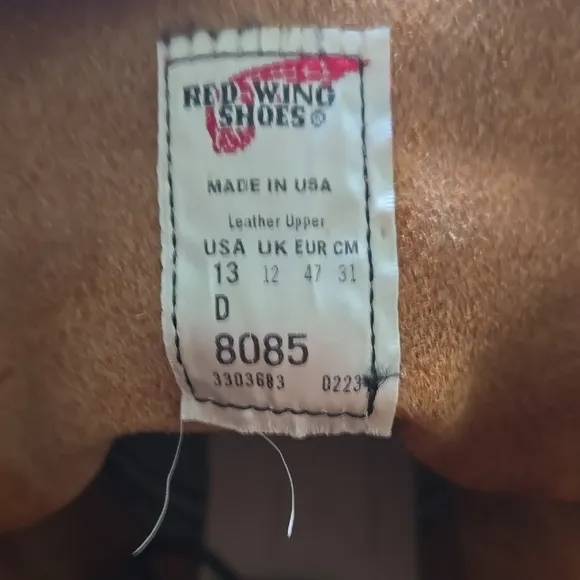 RED WING
SHOES®
MADE IN USA
Leather Upper
USA UK EUR CM
13 12 47 31
D
8085
3303683 0223